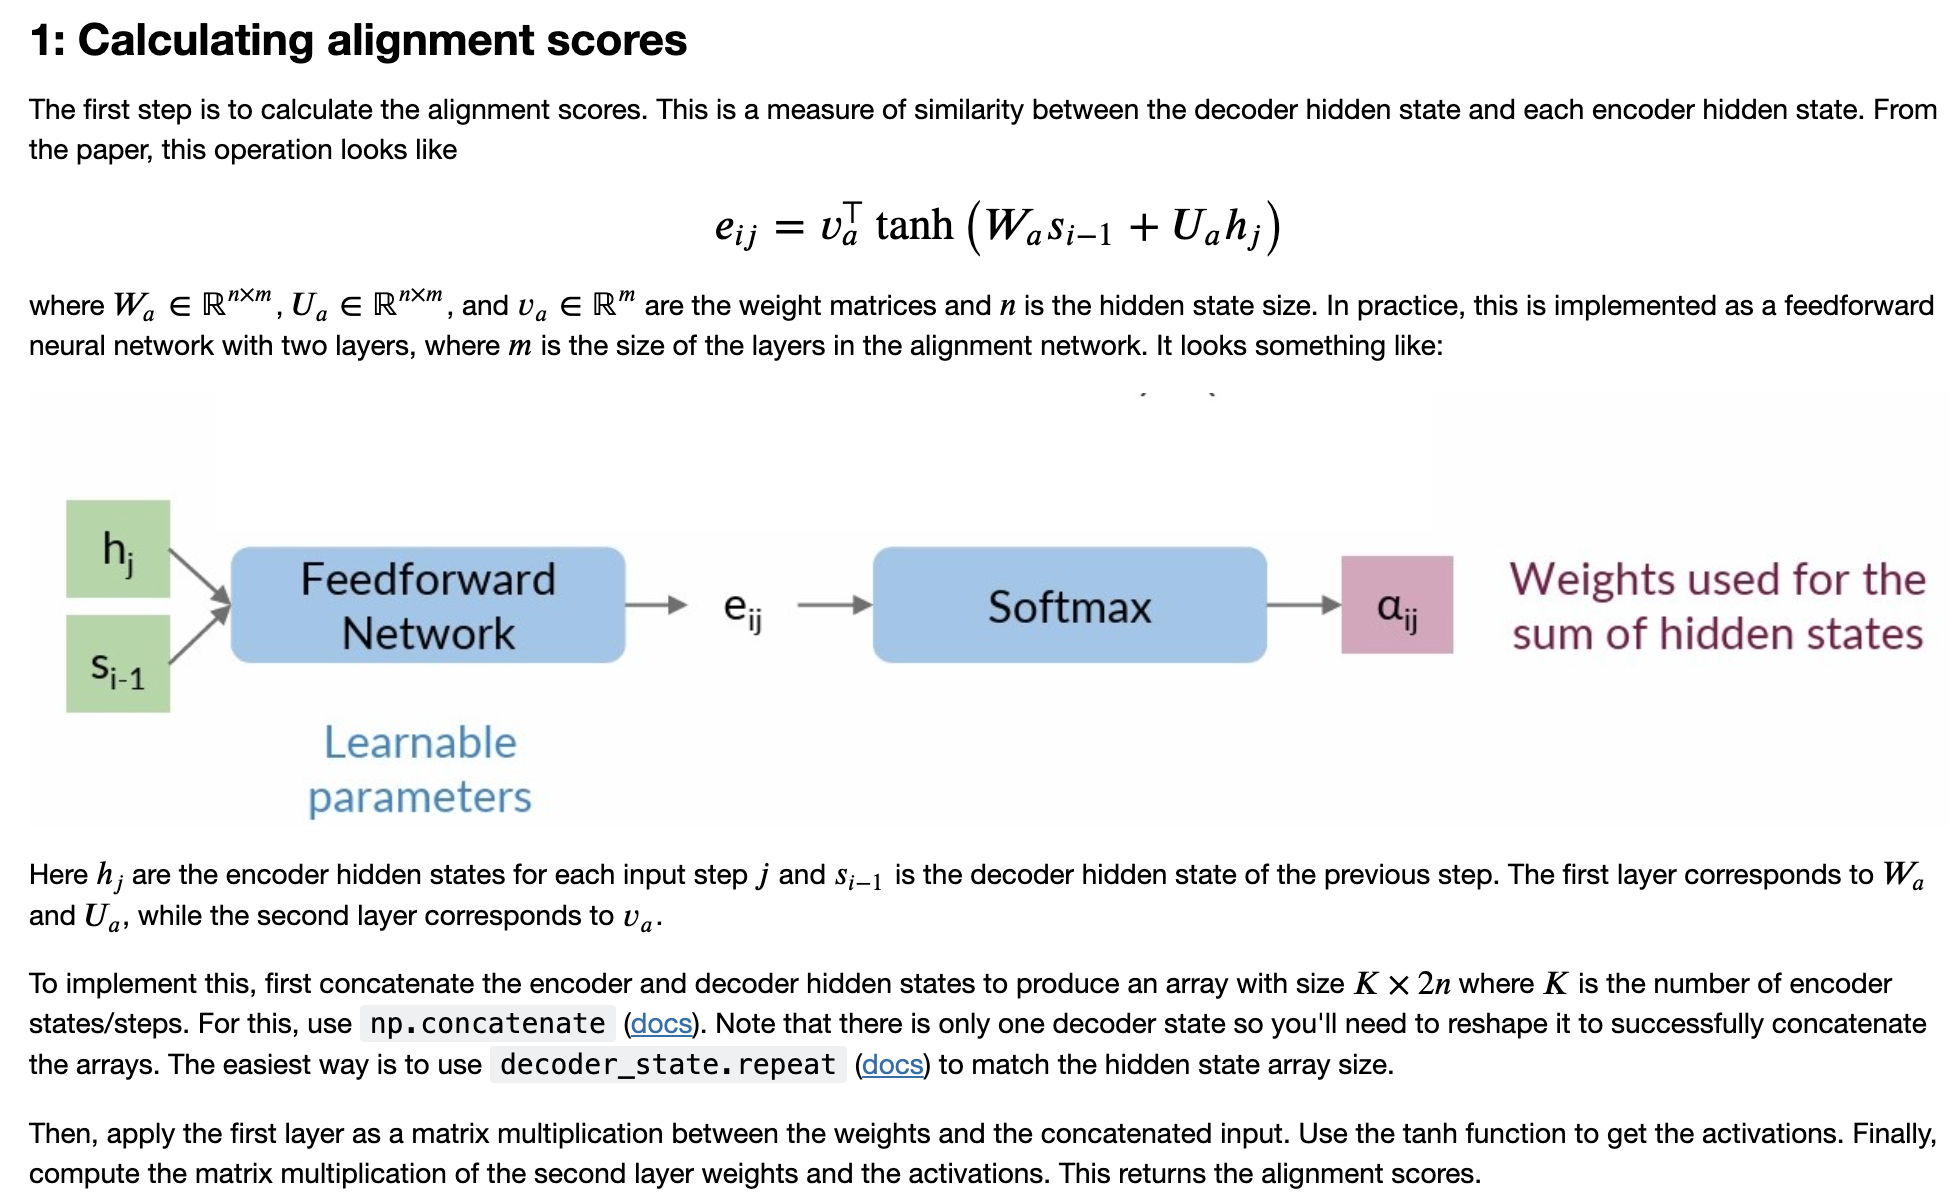 1: Calculating alignment scores
The first step is to calculate the alignment scores. This is a measure of similarity between the decoder hidden state and each encoder hidden state. From
the paper, this operation looks like
e_{ij} = v_a^⊤ tanh (W_a s_{i−1} + U_a h_j)
where W_a ∈ ℝ^{n×m}, U_a ∈ ℝ^{n×m}, and v_a ∈ ℝ^m are the weight matrices and n is the hidden state size. In practice, this is implemented as a feedforward
neural network with two layers, where m is the size of the layers in the alignment network. It looks something like:
h_j
s_{i-1}
Feedforward
Network
Learnable
parameters
e_{ij}
Softmax
α_{ij}
Weights used for the
sum of hidden states
Here h_j are the encoder hidden states for each input step j and s_{i−1} is the decoder hidden state of the previous step. The first layer corresponds to W_a
and U_a, while the second layer corresponds to v_a.
To implement this, first concatenate the encoder and decoder hidden states to produce an array with size K × 2n where K is the number of encoder
states/steps. For this, use np.concatenate (docs). Note that there is only one decoder state so you'll need to reshape it to successfully concatenate
the arrays. The easiest way is to use decoder_state.repeat (docs) to match the hidden state array size.
Then, apply the first layer as a matrix multiplication between the weights and the concatenated input. Use the tanh function to get the activations. Finally,
compute the matrix multiplication of the second layer weights and the activations. This returns the alignment scores.